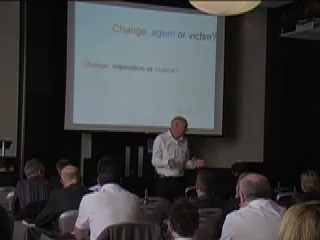 Change, agent or victim?
Change, imposition or choice?